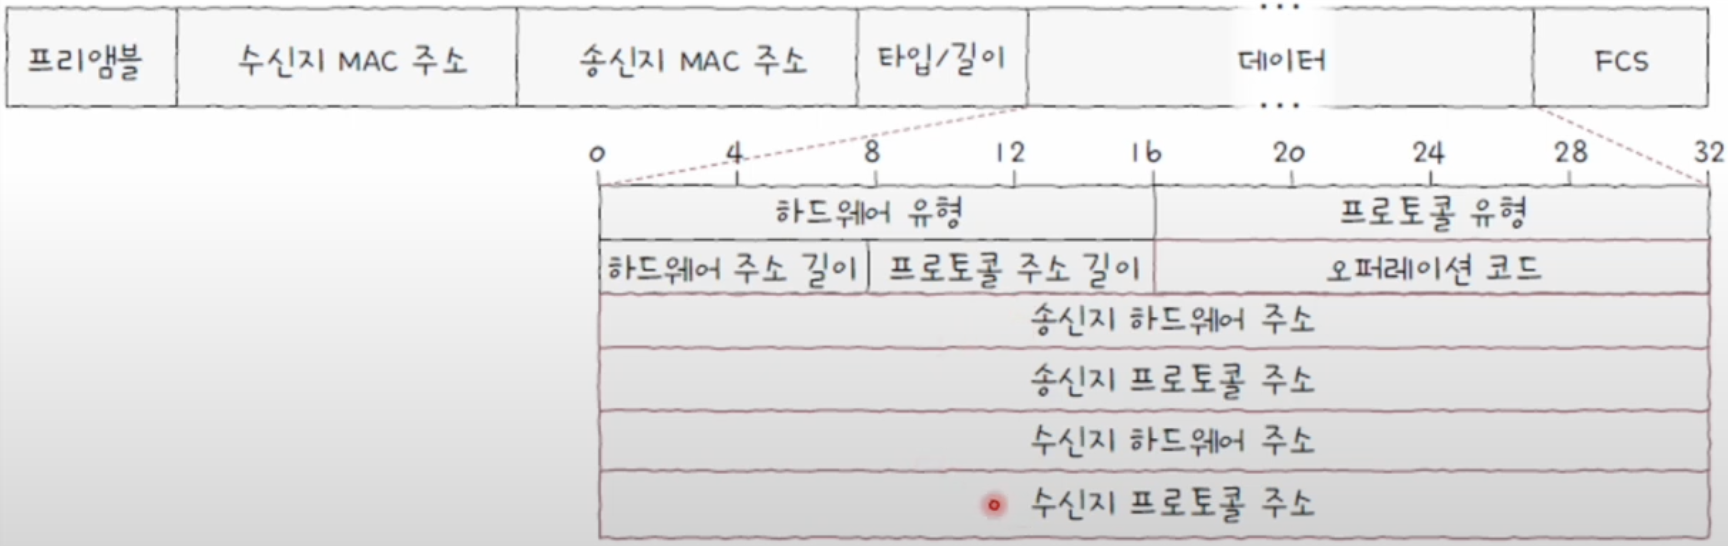 프리앰블 수신지 MAC 주소 송신지 MAC 주소 타입/길이 데이터 FCS
0 4 8 12 16 20 24 28 32
하드웨어 유형 프로토콜 유형
하드웨어 주소 길이 프로토콜 주소 길이 오퍼레이션 코드
송신지 하드웨어 주소
송신지 프로토콜 주소
수신지 하드웨어 주소
수신지 프로토콜 주소